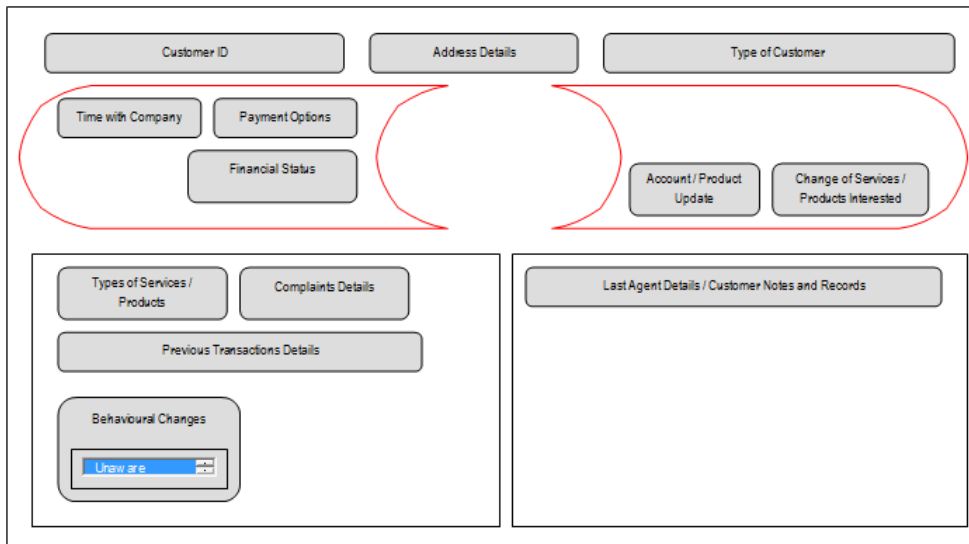 Customer ID
Address Details
Type of Customer
Time with Company
Payment Options
Financial Status
Account / Product
Update
Change of Services /
Products Interested
Types of Services /
Products
Complaints Details
Last Agent Details / Customer Notes and Records
Previous Transactions Details
Behavioural Changes
Unaware